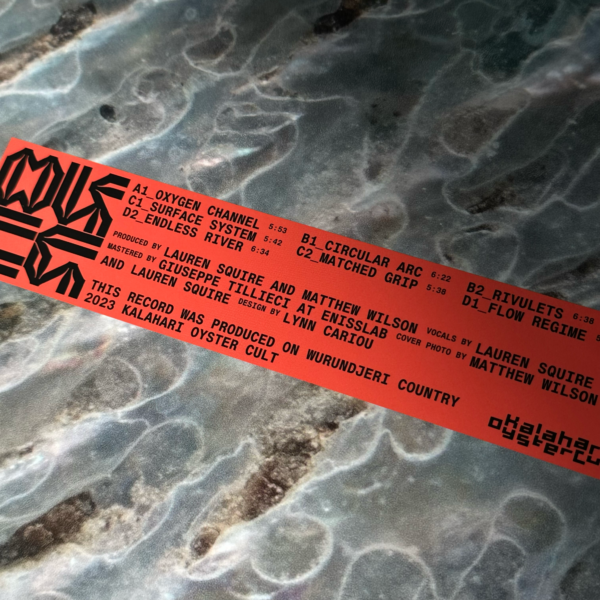 A1_OXYGEN CHANNEL 5:53 B1_CIRCULAR ARC 6:22 B2_RIVULETS 6:38
C1_SURFACE SYSTEM 5:42 C2_MATCHED GRIP 5:38 D1_FLOW REGIME
D2_ENDLESS RIVER 6:34
PRODUCED BY LAUREN SQUIRE AND MATTHEW WILSON VOCALS BY LAUREN SQUIRE
MASTERED BY GIUSEPPE TILLIECI AT ENISSLAB COVER PHOTO BY MATTHEW WILSON
AND LAUREN SQUIRE DESIGN BY LYNN CARIOU
THIS RECORD WAS PRODUCED ON WURUNDJERI COUNTRY
2023 KALAHARI OYSTER CULT
Kalahar
oysterCu